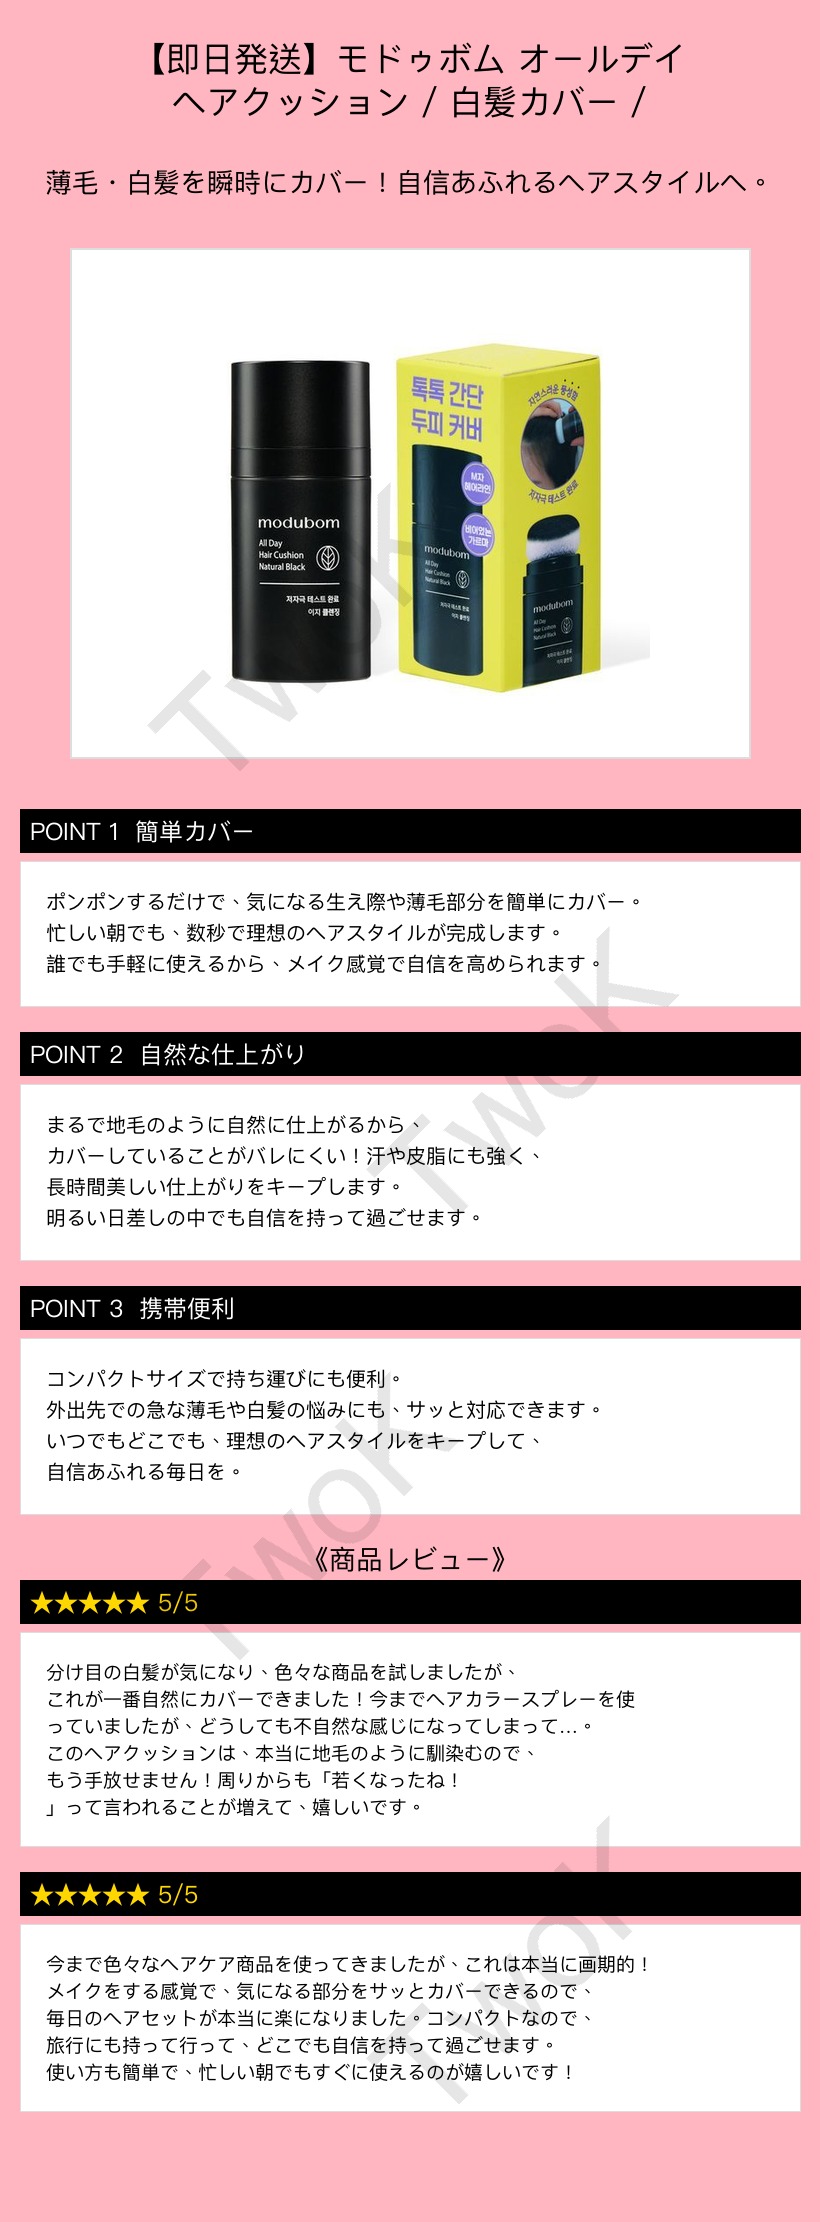 【即日発送】モドゥボム オールデイ
ヘアクッション / 白髪カバー /
薄毛・白髪を瞬時にカバー！自信あふれるヘアスタイルへ。
톡톡 간단
두피 커버
자연스러운 풍성함
M자
헤어라인
저자극 테스트 완료
비어있는
가르마
modubom
All Day
Hair Cushion
Natural Black
저자극 테스트 완료
이지 클렌징
modubom
All Day
Hair Cushion
Natural Black
저자극 테스트 완료
이지 클렌징
modubom
All Day
Hair Cushion
Natural Black
저자극 테스트 완료
이지 클렌징
TwoK
POINT 1 簡単カバー
ポンポンするだけで、気になる生え際や薄毛部分を簡単にカバー。
忙しい朝でも、数秒で理想のヘアスタイルが完成します。
誰でも手軽に使えるから、メイク感覚で自信を高められます。
POINT 2 自然な仕上がり
まるで地毛のように自然に仕上がるから、
カバーしていることがバレにくい！汗や皮脂にも強く、
長時間美しい仕上がりをキープします。
明るい日差しの中でも自信を持って過ごせます。
TwoK
POINT 3 携帯便利
コンパクトサイズで持ち運びにも便利。
外出先での急な薄毛や白髪の悩みにも、サッと対応できます。
いつでもどこでも、理想のヘアスタイルをキープして、
自信あふれる毎日を。
TwoK
《商品レビュー》
★★★★★ 5/5
分け目の白髪が気になり、色々な商品を試しましたが、
これが一番自然にカバーできました！今までヘアカラースプレーを使
っていましたが、どうしても不自然な感じになってしまって…。
このヘアクッションは、本当に地毛のように馴染むので、
もう手放せません！周りからも「若くなったね！
」って言われることが増えて、嬉しいです。
★★★★★ 5/5
今まで色々なヘアケア商品を使ってきましたが、これは本当に画期的！
メイクをする感覚で、気になる部分をサッとカバーできるので、
毎日のヘアセットが本当に楽になりました。コンパクトなので、
旅行にも持って行って、どこでも自信を持って過ごせます。
使い方も簡単で、忙しい朝でもすぐに使えるのが嬉しいです！
TwoK